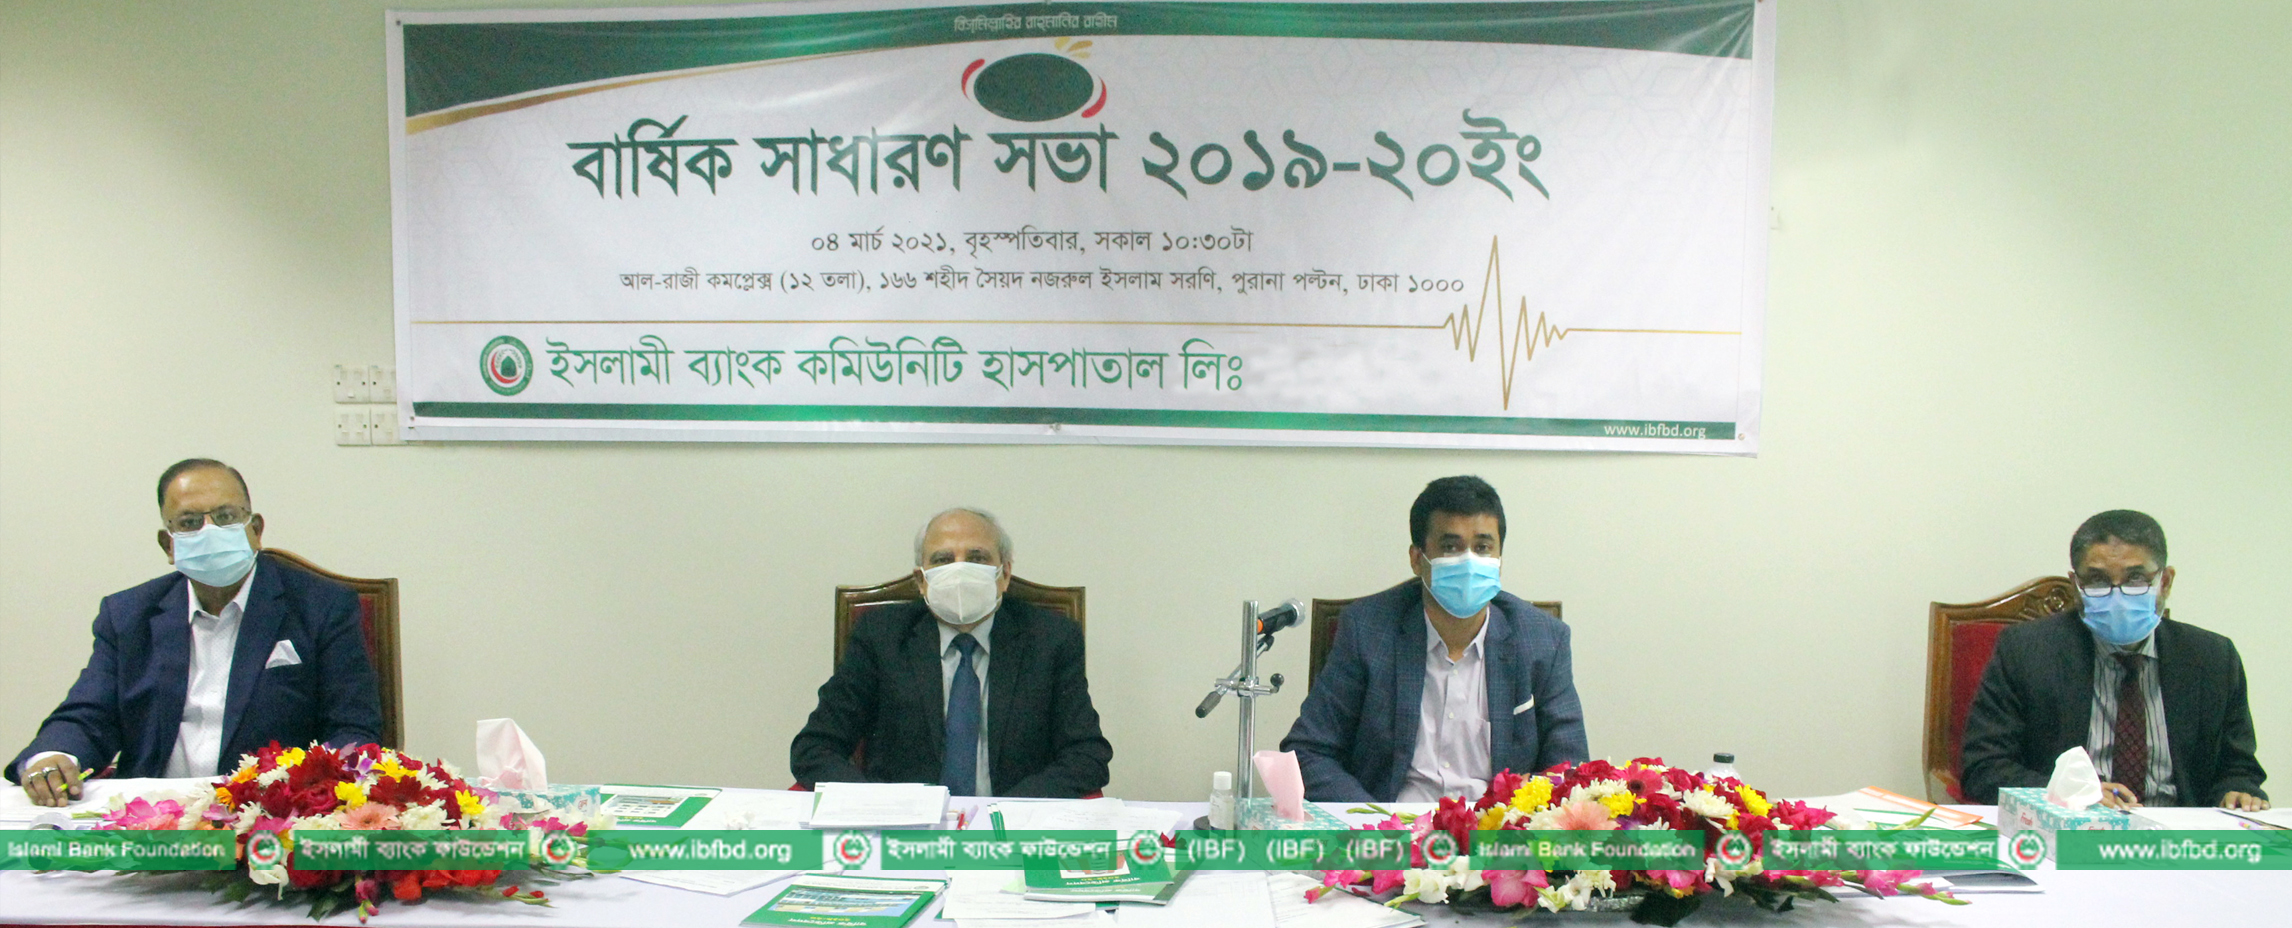 বিসমিল্লাহির রাহমানির রাহীম
বার্ষিক সাধারণ সভা ২০১৯-২০ইং
০৪ মার্চ ২০২১, বৃহস্পতিবার, সকাল ১০:৩০টা
আল-রাজী কমপ্লেক্স (১২ তলা), ১৬৬ শহীদ সৈয়দ নজরুল ইসলাম সরণি, পুরানা পল্টন, ঢাকা ১০০০
ইসলামী ব্যাংক কমিউনিটি হাসপাতাল লিঃ
www.ibfbd.org
Islami Bank Foundation ইসলামী ব্যাংক ফাউন্ডেশন www.ibfbd.org ইসলামী ব্যাংক ফাউন্ডেশন (IBF) (IBF) (IBF) Islami Bank Foundation ইসলামী ব্যাংক ফাউন্ডেশন www.ibfbd.org